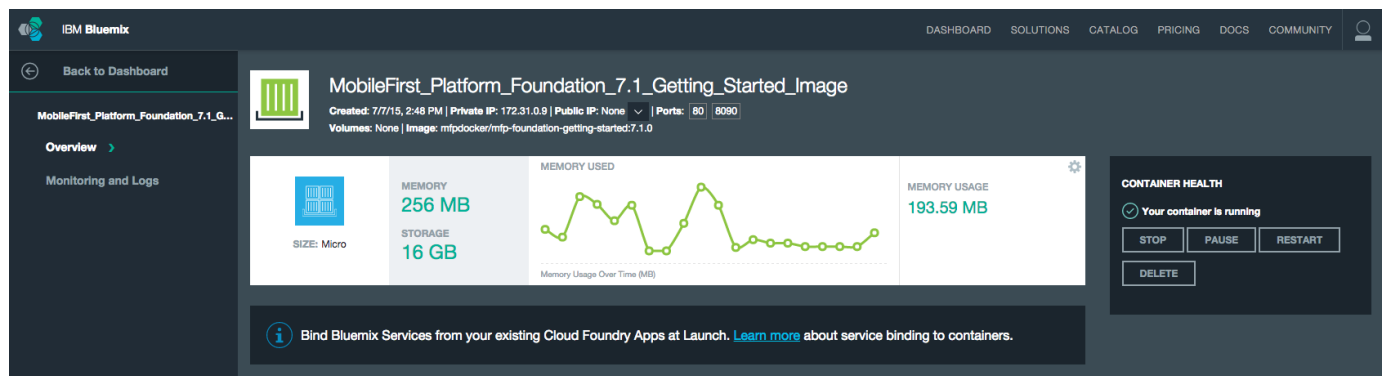 IBM Bluemix
DASHBOARD SOLUTIONS CATALOG PRICING DOCS COMMUNITY
Back to Dashboard
MobileFirst_Platform_Foundation_7.1_G...
Overview
Monitoring and Logs
MobileFirst_Platform_Foundation_7.1_Getting_Started_Image
Created: 7/7/15, 2:48 PM | Private IP: 172.31.0.9 | Public IP: None | Ports: 80 8090
Volumes: None | Image: mfpdocker/mfp-foundation-getting-started:7.1.0
SIZE: Micro
MEMORY
256 MB
STORAGE
16 GB
MEMORY USED
Memory Usage Over Time (MB)
MEMORY USAGE
193.59 MB
CONTAINER HEALTH
Your container is running
STOP PAUSE RESTART
DELETE
Bind Bluemix Services from your existing Cloud Foundry Apps at Launch. Learn more about service binding to containers.